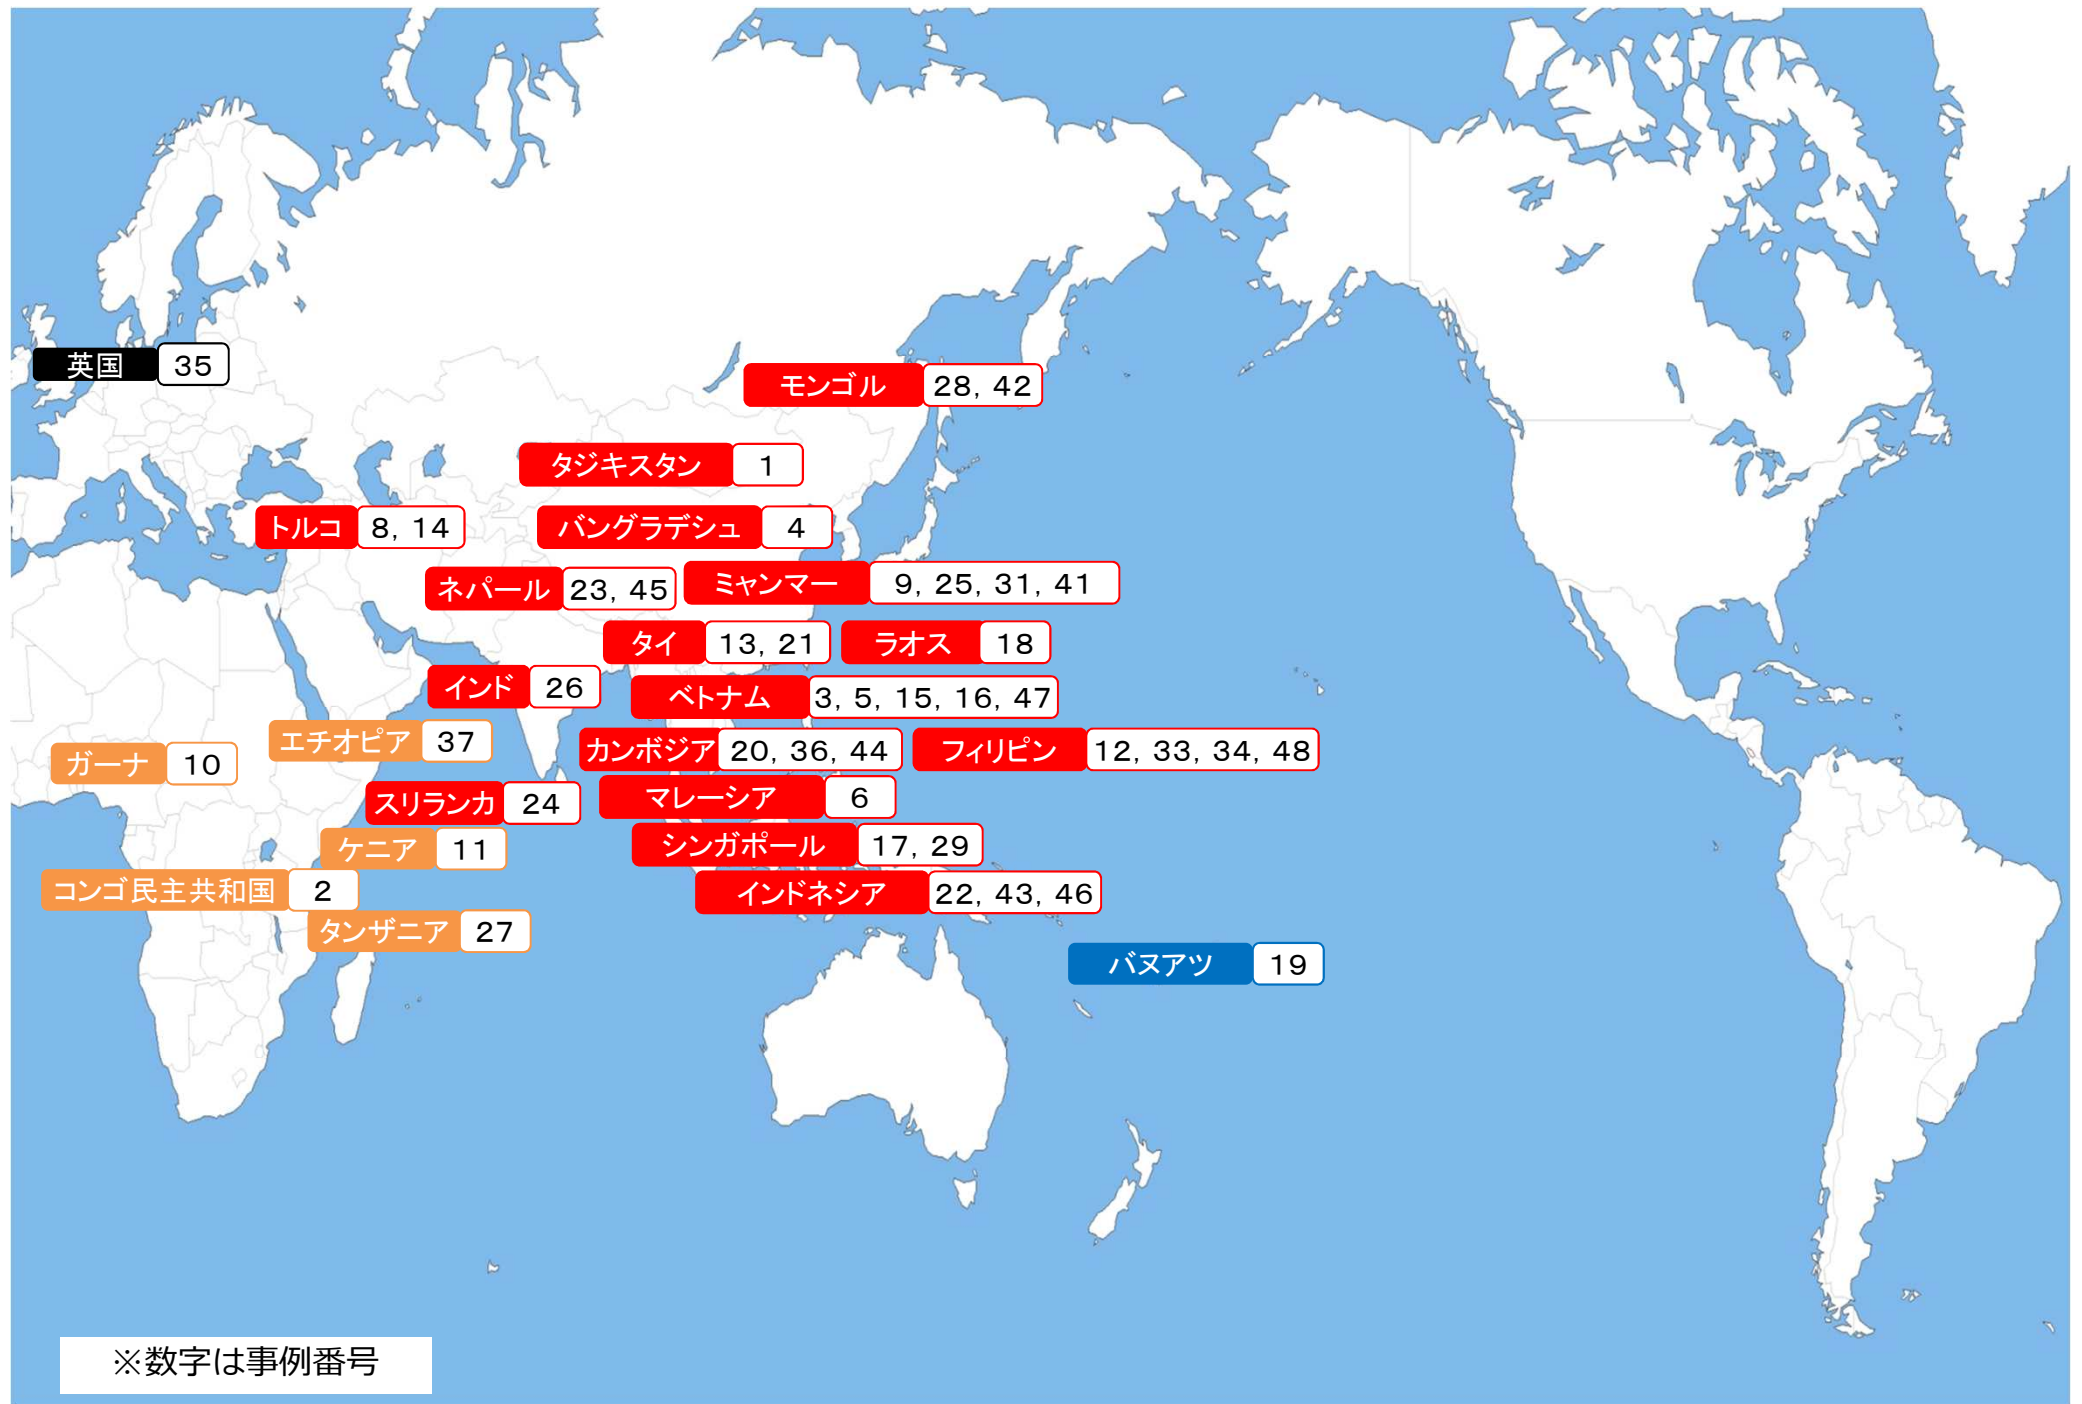 英国 35
モンゴル 28, 42
タジキスタン 1
トルコ 8, 14
バングラデシュ 4
ネパール 23, 45
ミャンマー 9, 25, 31, 41
タイ 13, 21
ラオス 18
インド 26
ベトナム 3, 5, 15, 16, 47
エチオピア 37
ガーナ 10
カンボジア 20, 36, 44
フィリピン 12, 33, 34, 48
スリランカ 24
マレーシア 6
ケニア 11
シンガポール 17, 29
コンゴ民主共和国 2
インドネシア 22, 43, 46
タンザニア 27
バヌアツ 19
※数字は事例番号